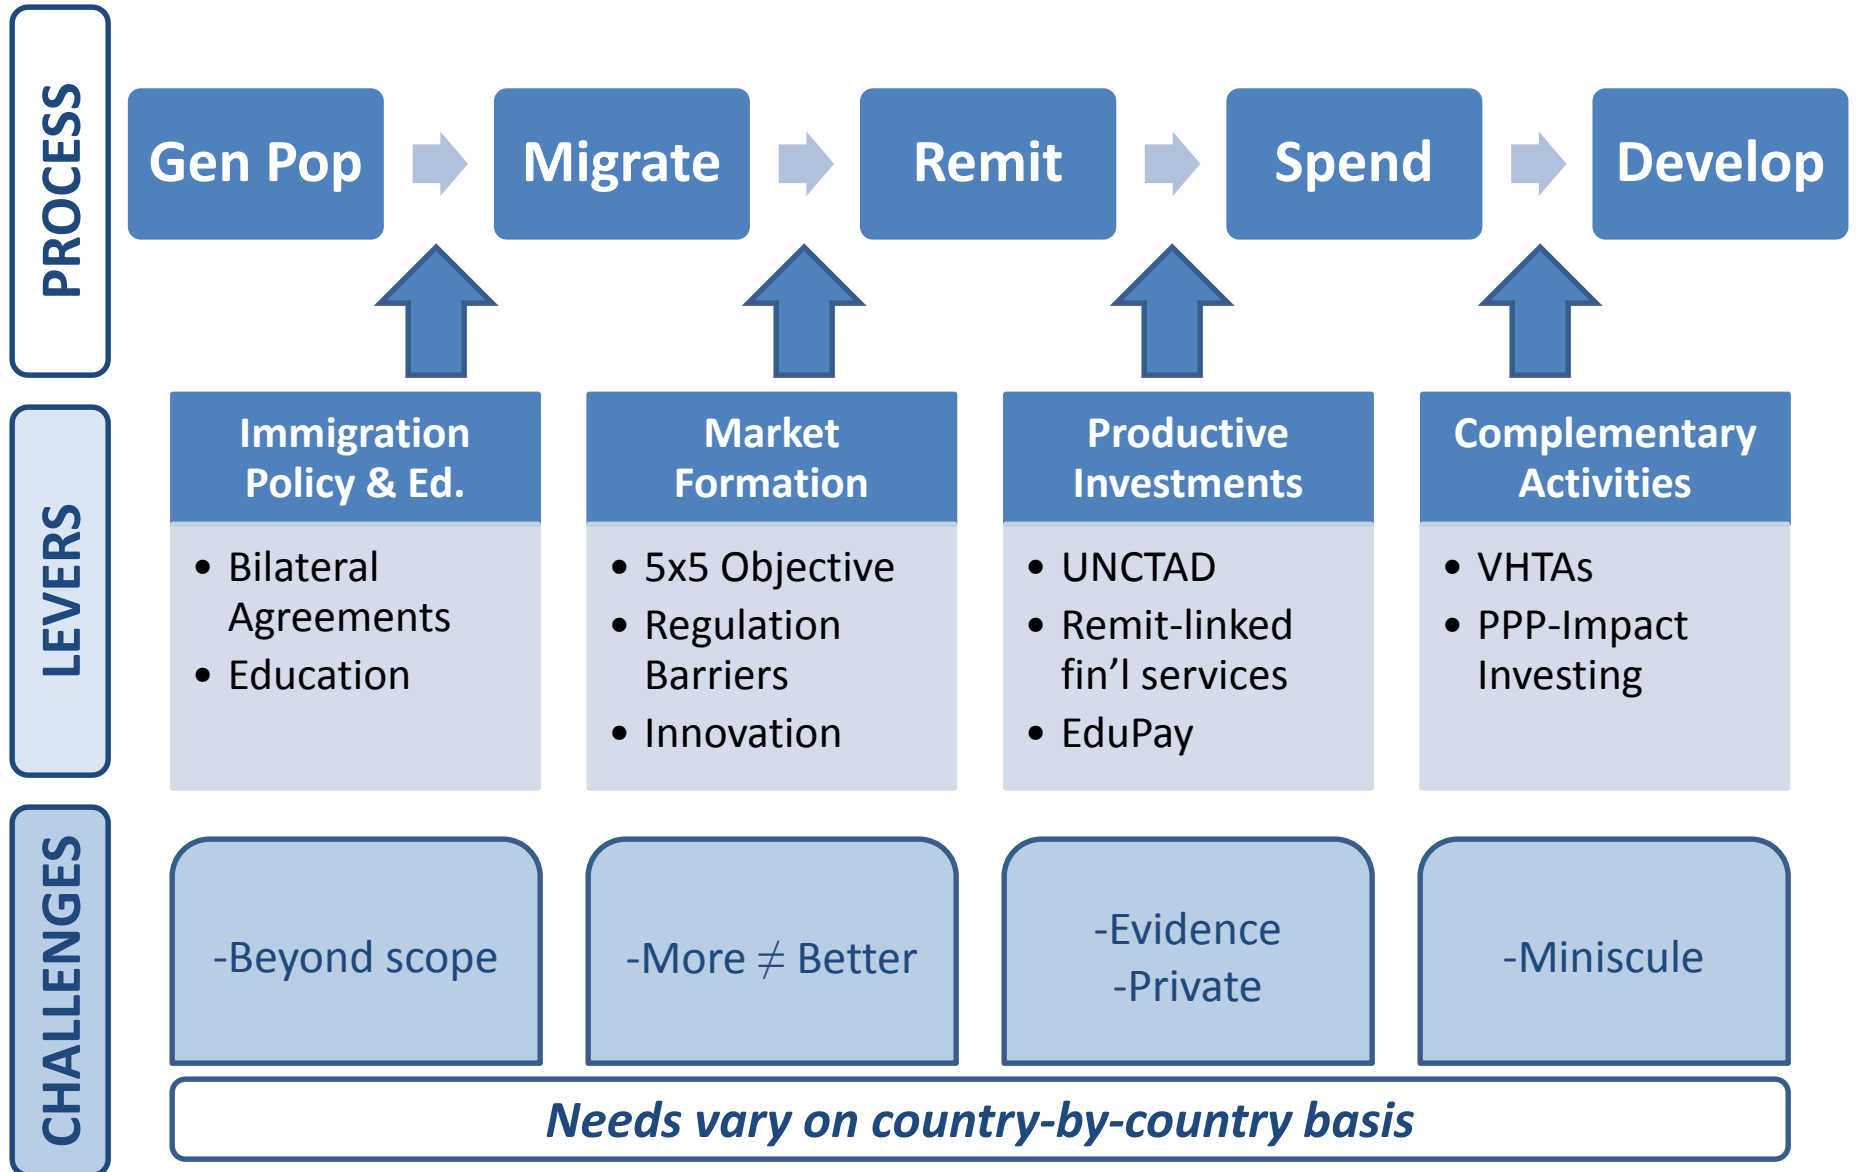 PROCESS
Gen Pop
Migrate
Remit
Spend
Develop
LEVERS
Immigration
Policy & Ed.
• Bilateral
Agreements
• Education
Market
Formation
• 5x5 Objective
• Regulation
Barriers
• Innovation
Productive
Investments
• UNCTAD
• Remit-linked
fin’l services
• EduPay
Complementary
Activities
• VHTAs
• PPP-Impact
Investing
CHALLENGES
-Beyond scope
-More ≠ Better
-Evidence
-Private
-Miniscule
Needs vary on country-by-country basis